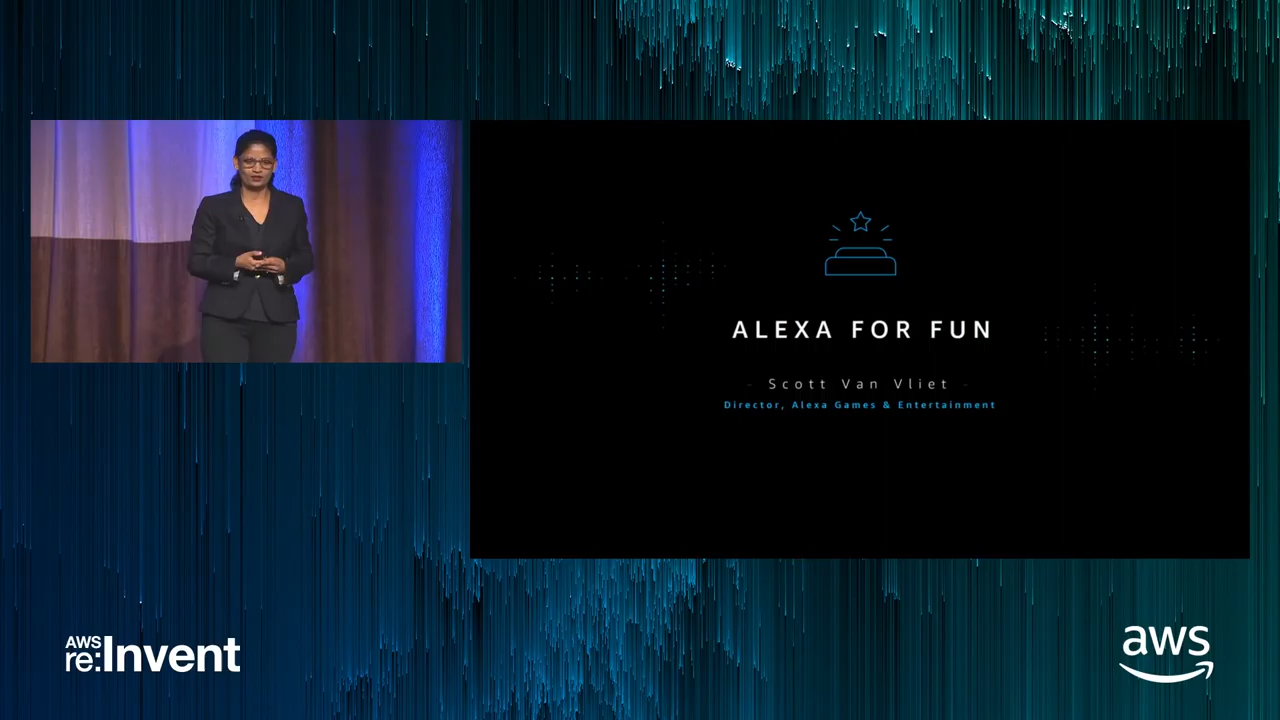 ALEXA FOR FUN
- Scott Van Vliet -
Director, Alexa Games & Entertainment
AWS
re:Invent
aws